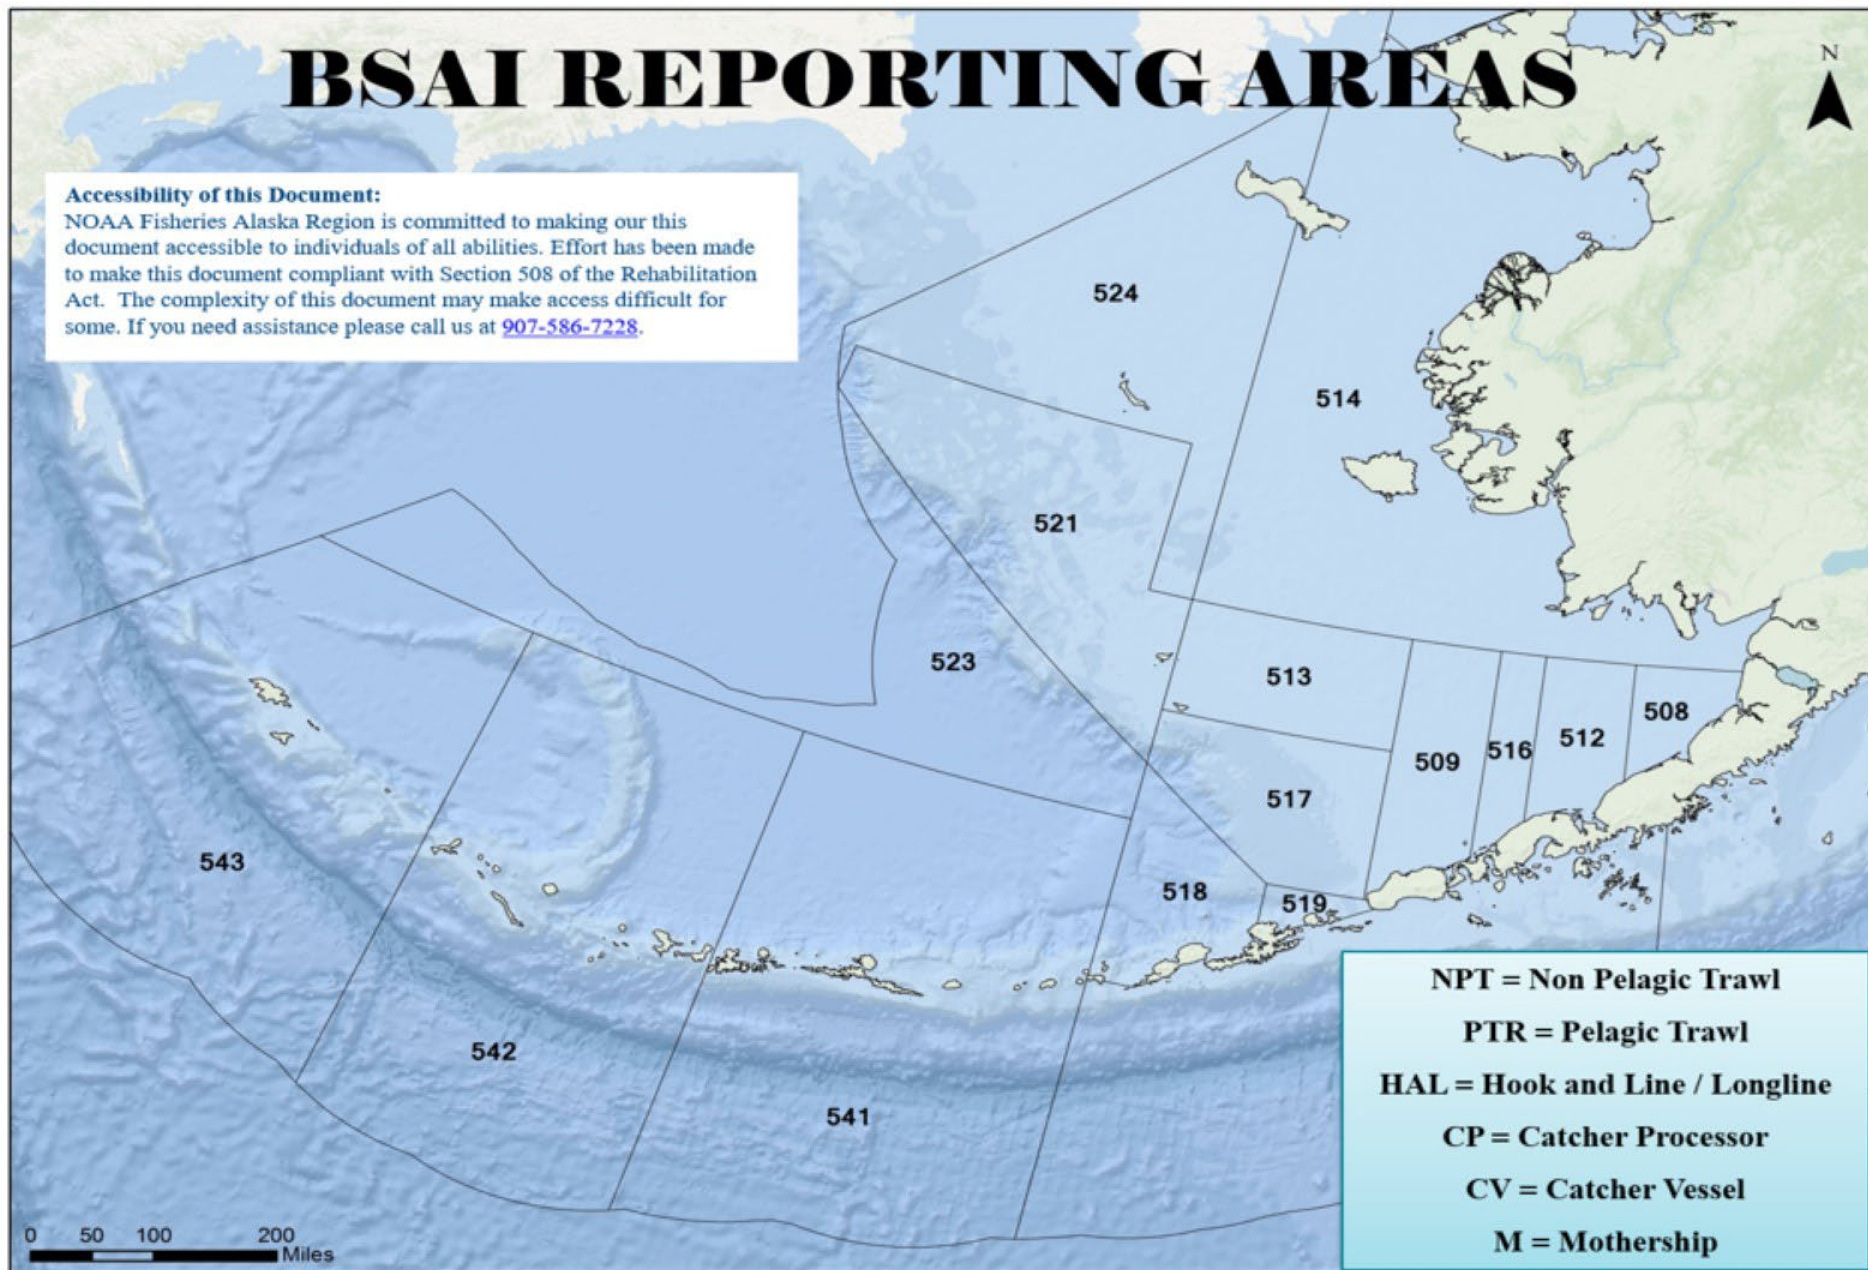 BSAI REPORTING AREAS
N
Accessibility of this Document:
NOAA Fisheries Alaska Region is committed to making our this
document accessible to individuals of all abilities. Effort has been made
to make this document compliant with Section 508 of the Rehabilitation
Act. The complexity of this document may make access difficult for
some. If you need assistance please call us at 907-586-7228.
524
514
521
523
513
508
509
516
512
517
543
518
519
542
541
NPT = Non Pelagic Trawl
PTR = Pelagic Trawl
HAL = Hook and Line / Longline
CP = Catcher Processor
CV = Catcher Vessel
M = Mothership
0 50 100 200
Miles